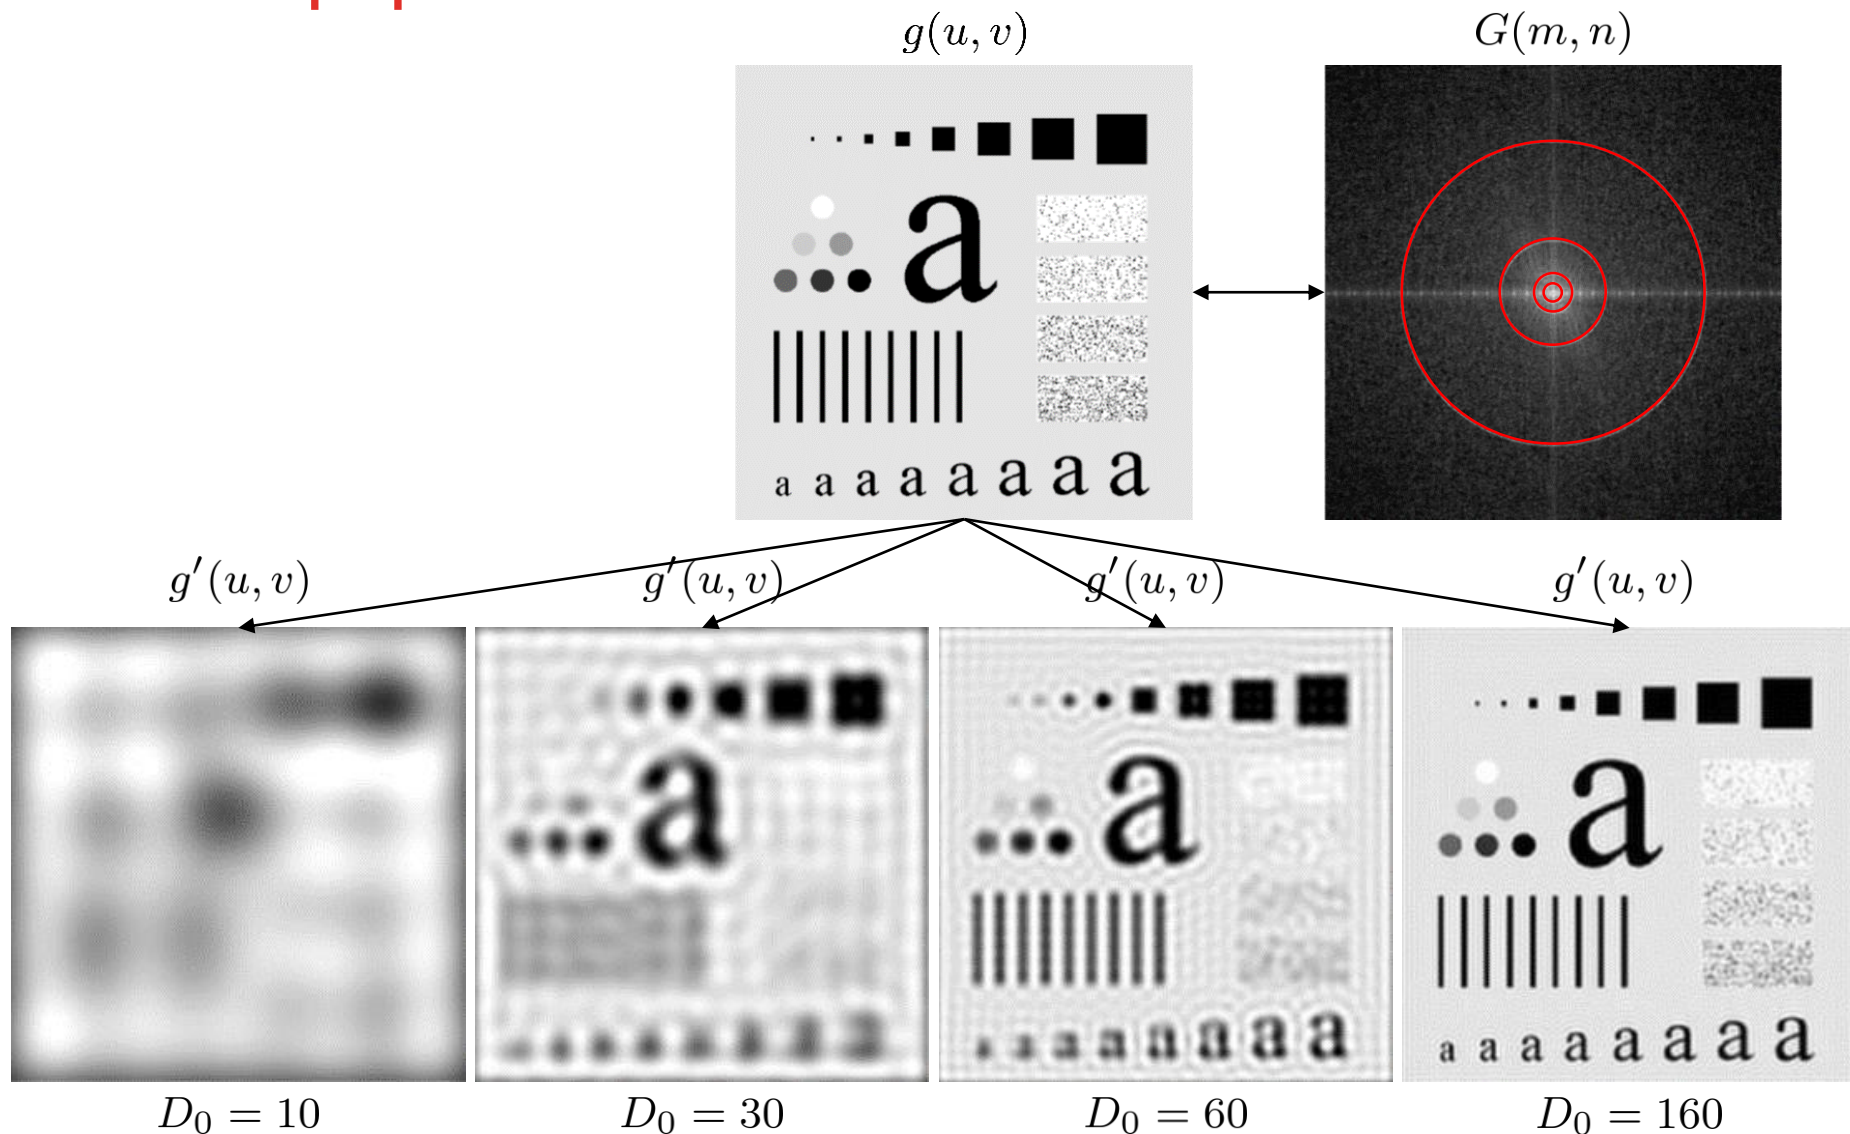 g(u, v)
G(m, n)
a
a a a a a a a a
g′(u, v)
g′(u, v)
g′(u, v)
g′(u, v)
a
a
a
a a a a a a a a
a a a a a a a a
D₀ = 10
D₀ = 30
D₀ = 60
D₀ = 160